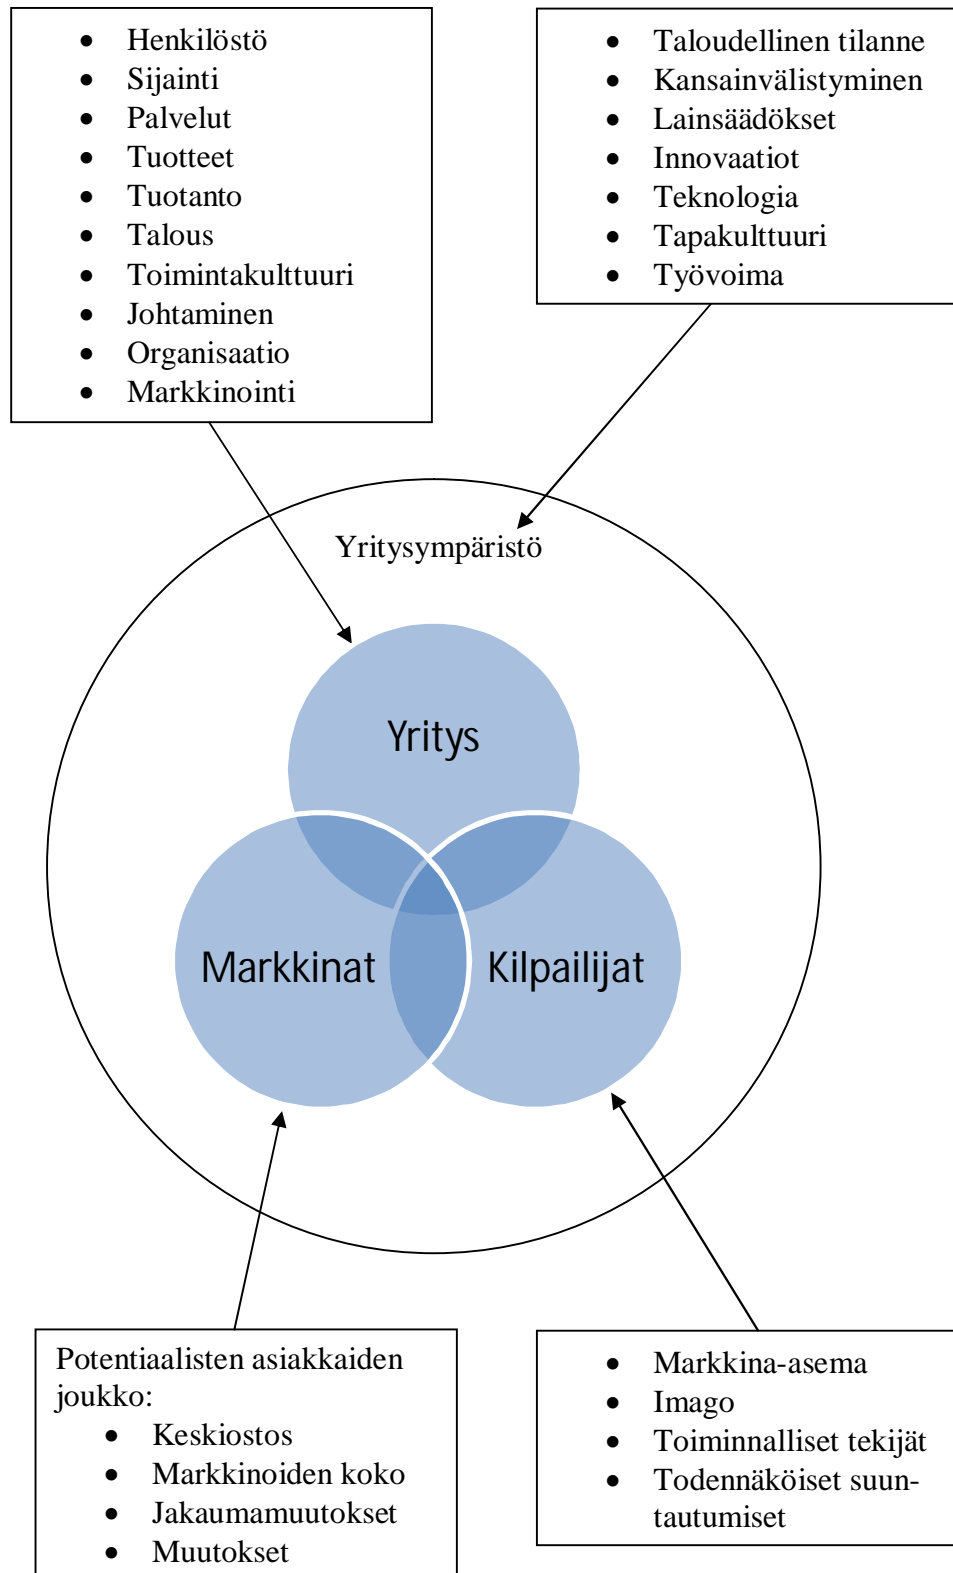 • Henkilöstö
• Sijainti
• Palvelut
• Tuotteet
• Tuotanto
• Talous
• Toimintakulttuuri
• Johtaminen
• Organisaatio
• Markkinointi
• Taloudellinen tilanne
• Kansainvälistyminen
• Lainsäädökset
• Innovaatiot
• Teknologia
• Tapakulttuuri
• Työvoima
Yritysympäristö
Yritys
Markkinat
Kilpailijat
Potentiaalisten asiakkaiden
joukko:
• Keskiostos
• Markkinoiden koko
• Jakaumamuutokset
• Muutokset
• Markkina-asema
• Imago
• Toiminnalliset tekijät
• Todennäköiset suun-
tautumiset